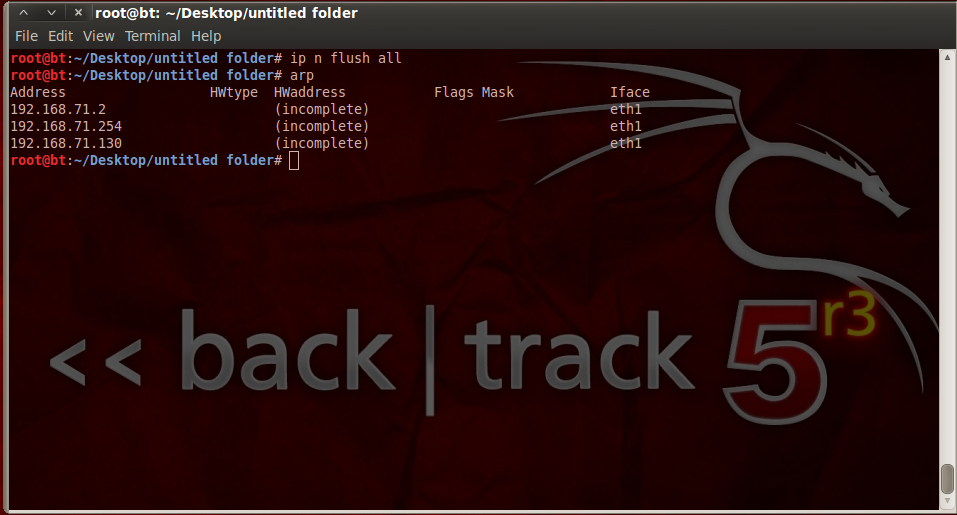 root@bt: ~/Desktop/untitled folder
File Edit View Terminal Help
root@bt:~/Desktop/untitled folder# ip n flush all
root@bt:~/Desktop/untitled folder# arp
Address                  HWtype  HWaddress           Flags Mask            Iface
192.168.71.2                     (incomplete)                              eth1
192.168.71.254                   (incomplete)                              eth1
192.168.71.130                   (incomplete)                              eth1
root@bt:~/Desktop/untitled folder#
<< back | track 5 r3